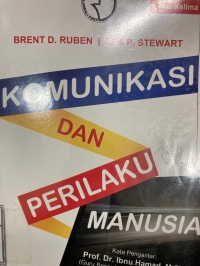 Kelima
BRENT D. RUBEN | LEA P. STEWART
KOMUNIKASI
DAN
PERILAKU
MANUSIA
Kata Pengantar:
Prof. Dr. Ibnu Hamad,